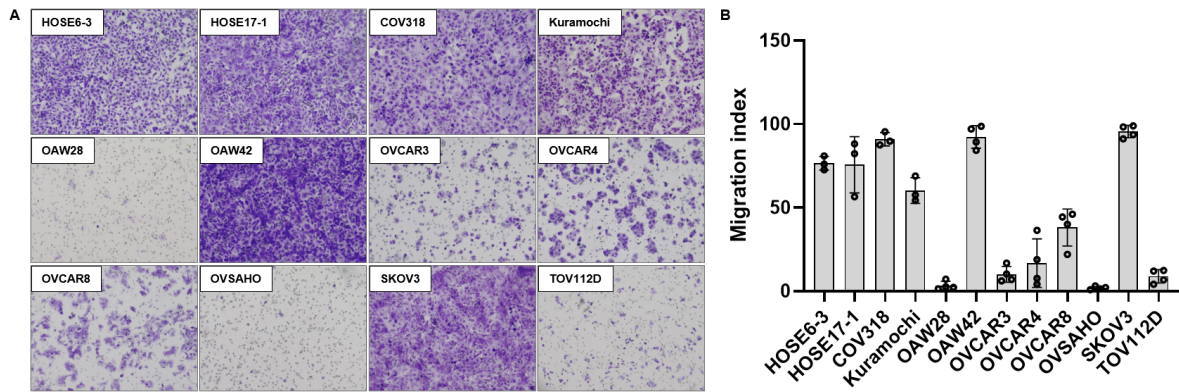 A
HOSE6-3
HOSE17-1
COV318
Kuramochi
OAW28
OAW42
OVCAR3
OVCAR4
OVCAR8
OVSAHO
SKOV3
TOV112D
B
Migration index
150
100
50
0
HOSE6-3
HOSE17-1
COV318
Kuramochi
OAW28
OAW42
OVCAR3
OVCAR4
OVCAR8
OVSAHO
SKOV3
TOV112D